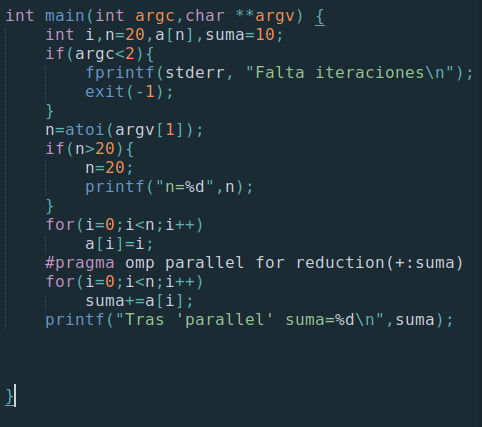 int main(int argc,char **argv) {
    int i,n=20,a[n],suma=10;
    if(argc<2){
        fprintf(stderr, "Falta iteraciones\n");
        exit(-1);
    }
    n=atoi(argv[1]);
    if(n>20){
        n=20;
        printf("n=%d",n);
    }
    for(i=0;i<n;i++)
        a[i]=i;
    #pragma omp parallel for reduction(+:suma)
    for(i=0;i<n;i++)
        suma+=a[i];
    printf("Tras 'parallel' suma=%d\n",suma);
}